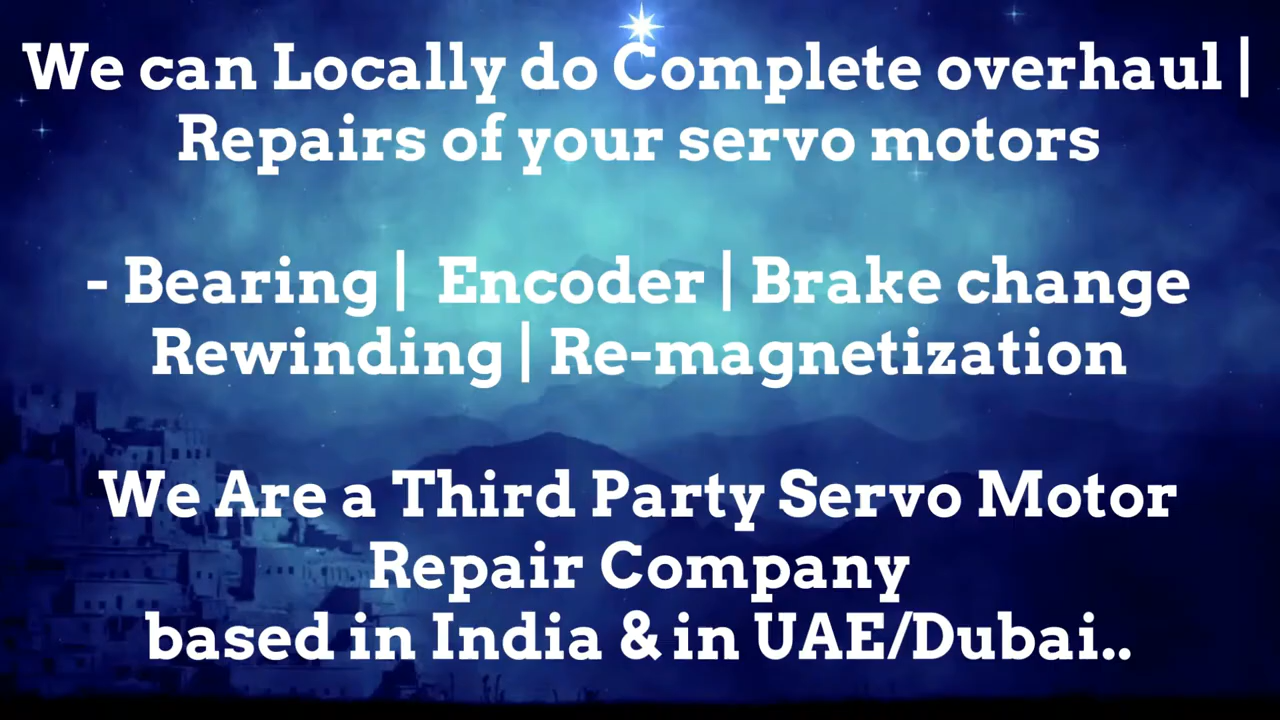 We can Locally do Complete overhaul |
Repairs of your servo motors
- Bearing | Encoder | Brake change
Rewinding | Re-magnetization
We Are a Third Party Servo Motor
Repair Company
based in India & in UAE/Dubai..